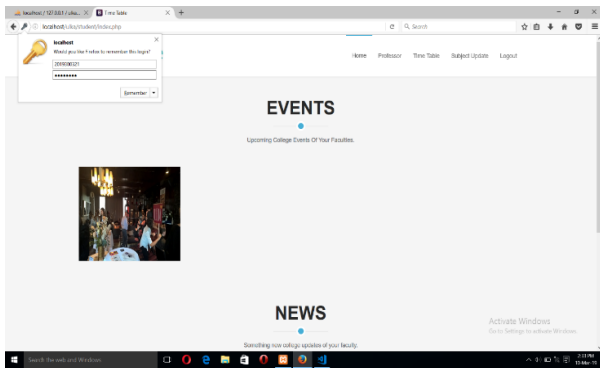 localhost / 127.0.0.1 / ulka...
Time Table
localhost/ulka/student/index.php
Search
localhost
Would you like Firefox to remember this login?
Remember
Home Professor Time Table Subject Update Logout
EVENTS
Upcoming College Events Of Your Faculties.
NEWS
Something new college updates of your faculty.
Activate Windows
Go to Settings to activate Windows.
Search the web and Windows